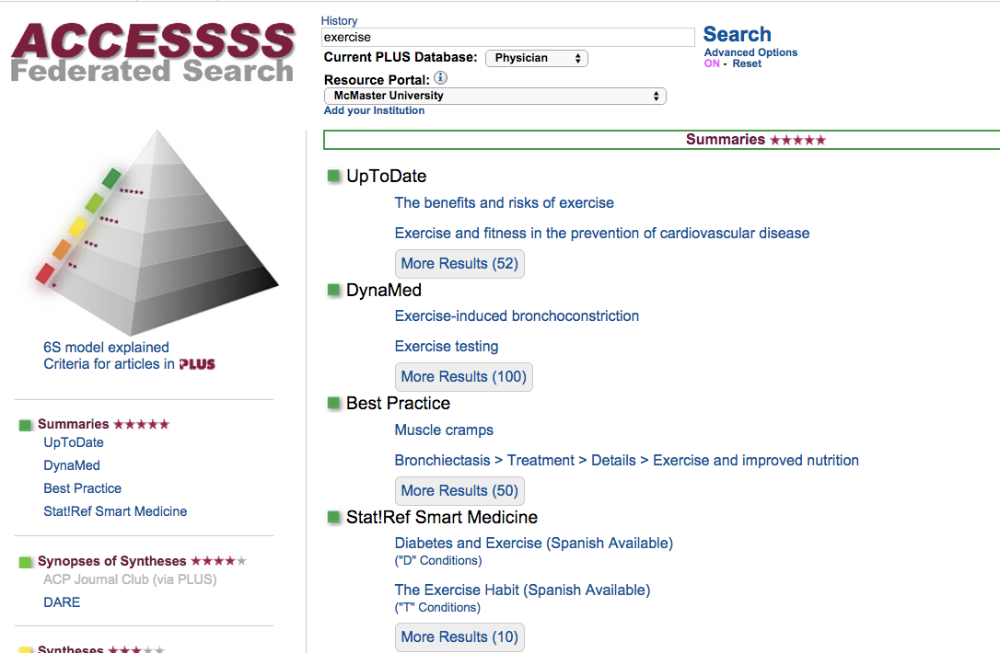 ACCESSSS
Federated Search
History
exercise
Search
Current PLUS Database: Physician
Advanced Options
ON - Reset
Resource Portal:
McMaster University
Add your Institution
6S model explained
Criteria for articles in PLUS
Summaries ★★★★★
UpToDate
DynaMed
Best Practice
Stat!Ref Smart Medicine
Synopses of Syntheses ★★★★★
ACP Journal Club (via PLUS)
DARE
Syntheses ★★★★★
Summaries ★★★★★
UpToDate
The benefits and risks of exercise
Exercise and fitness in the prevention of cardiovascular disease
More Results (52)
DynaMed
Exercise-induced bronchoconstriction
Exercise testing
More Results (100)
Best Practice
Muscle cramps
Bronchiectasis > Treatment > Details > Exercise and improved nutrition
More Results (50)
Stat!Ref Smart Medicine
Diabetes and Exercise (Spanish Available)
("D" Conditions)
The Exercise Habit (Spanish Available)
("T" Conditions)
More Results (10)